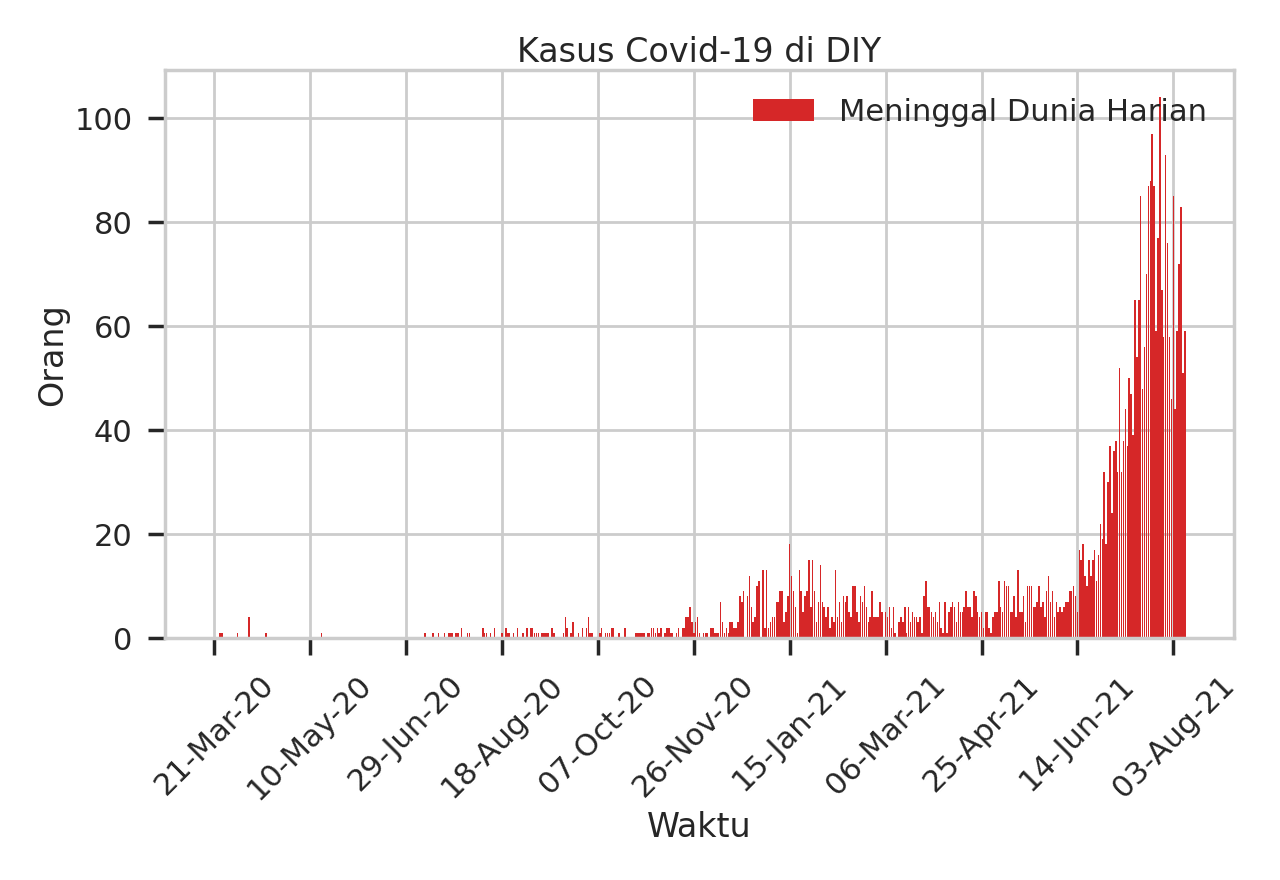 Kasus Covid-19 di DIY
Meninggal Dunia Harian
100
80
60
40
20
0
Orang
21-Mar-20
10-May-20
29-Jun-20
18-Aug-20
07-Oct-20
26-Nov-20
15-Jan-21
06-Mar-21
25-Apr-21
14-Jun-21
03-Aug-21
Waktu